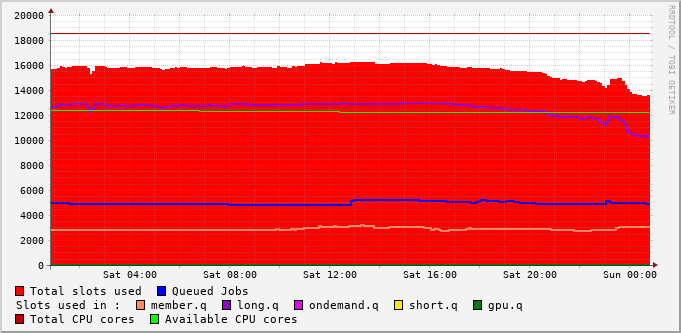 20000
18000
16000
14000
12000
10000
8000
6000
4000
2000
0
Sat 04:00 Sat 08:00 Sat 12:00 Sat 16:00 Sat 20:00 Sun 00:00
RRDTOOL / TOBI OETIKER
Total slots used Queued Jobs
Slots used in : member.q long.q ondemand.q short.q gpu.q
Total CPU cores Available CPU cores